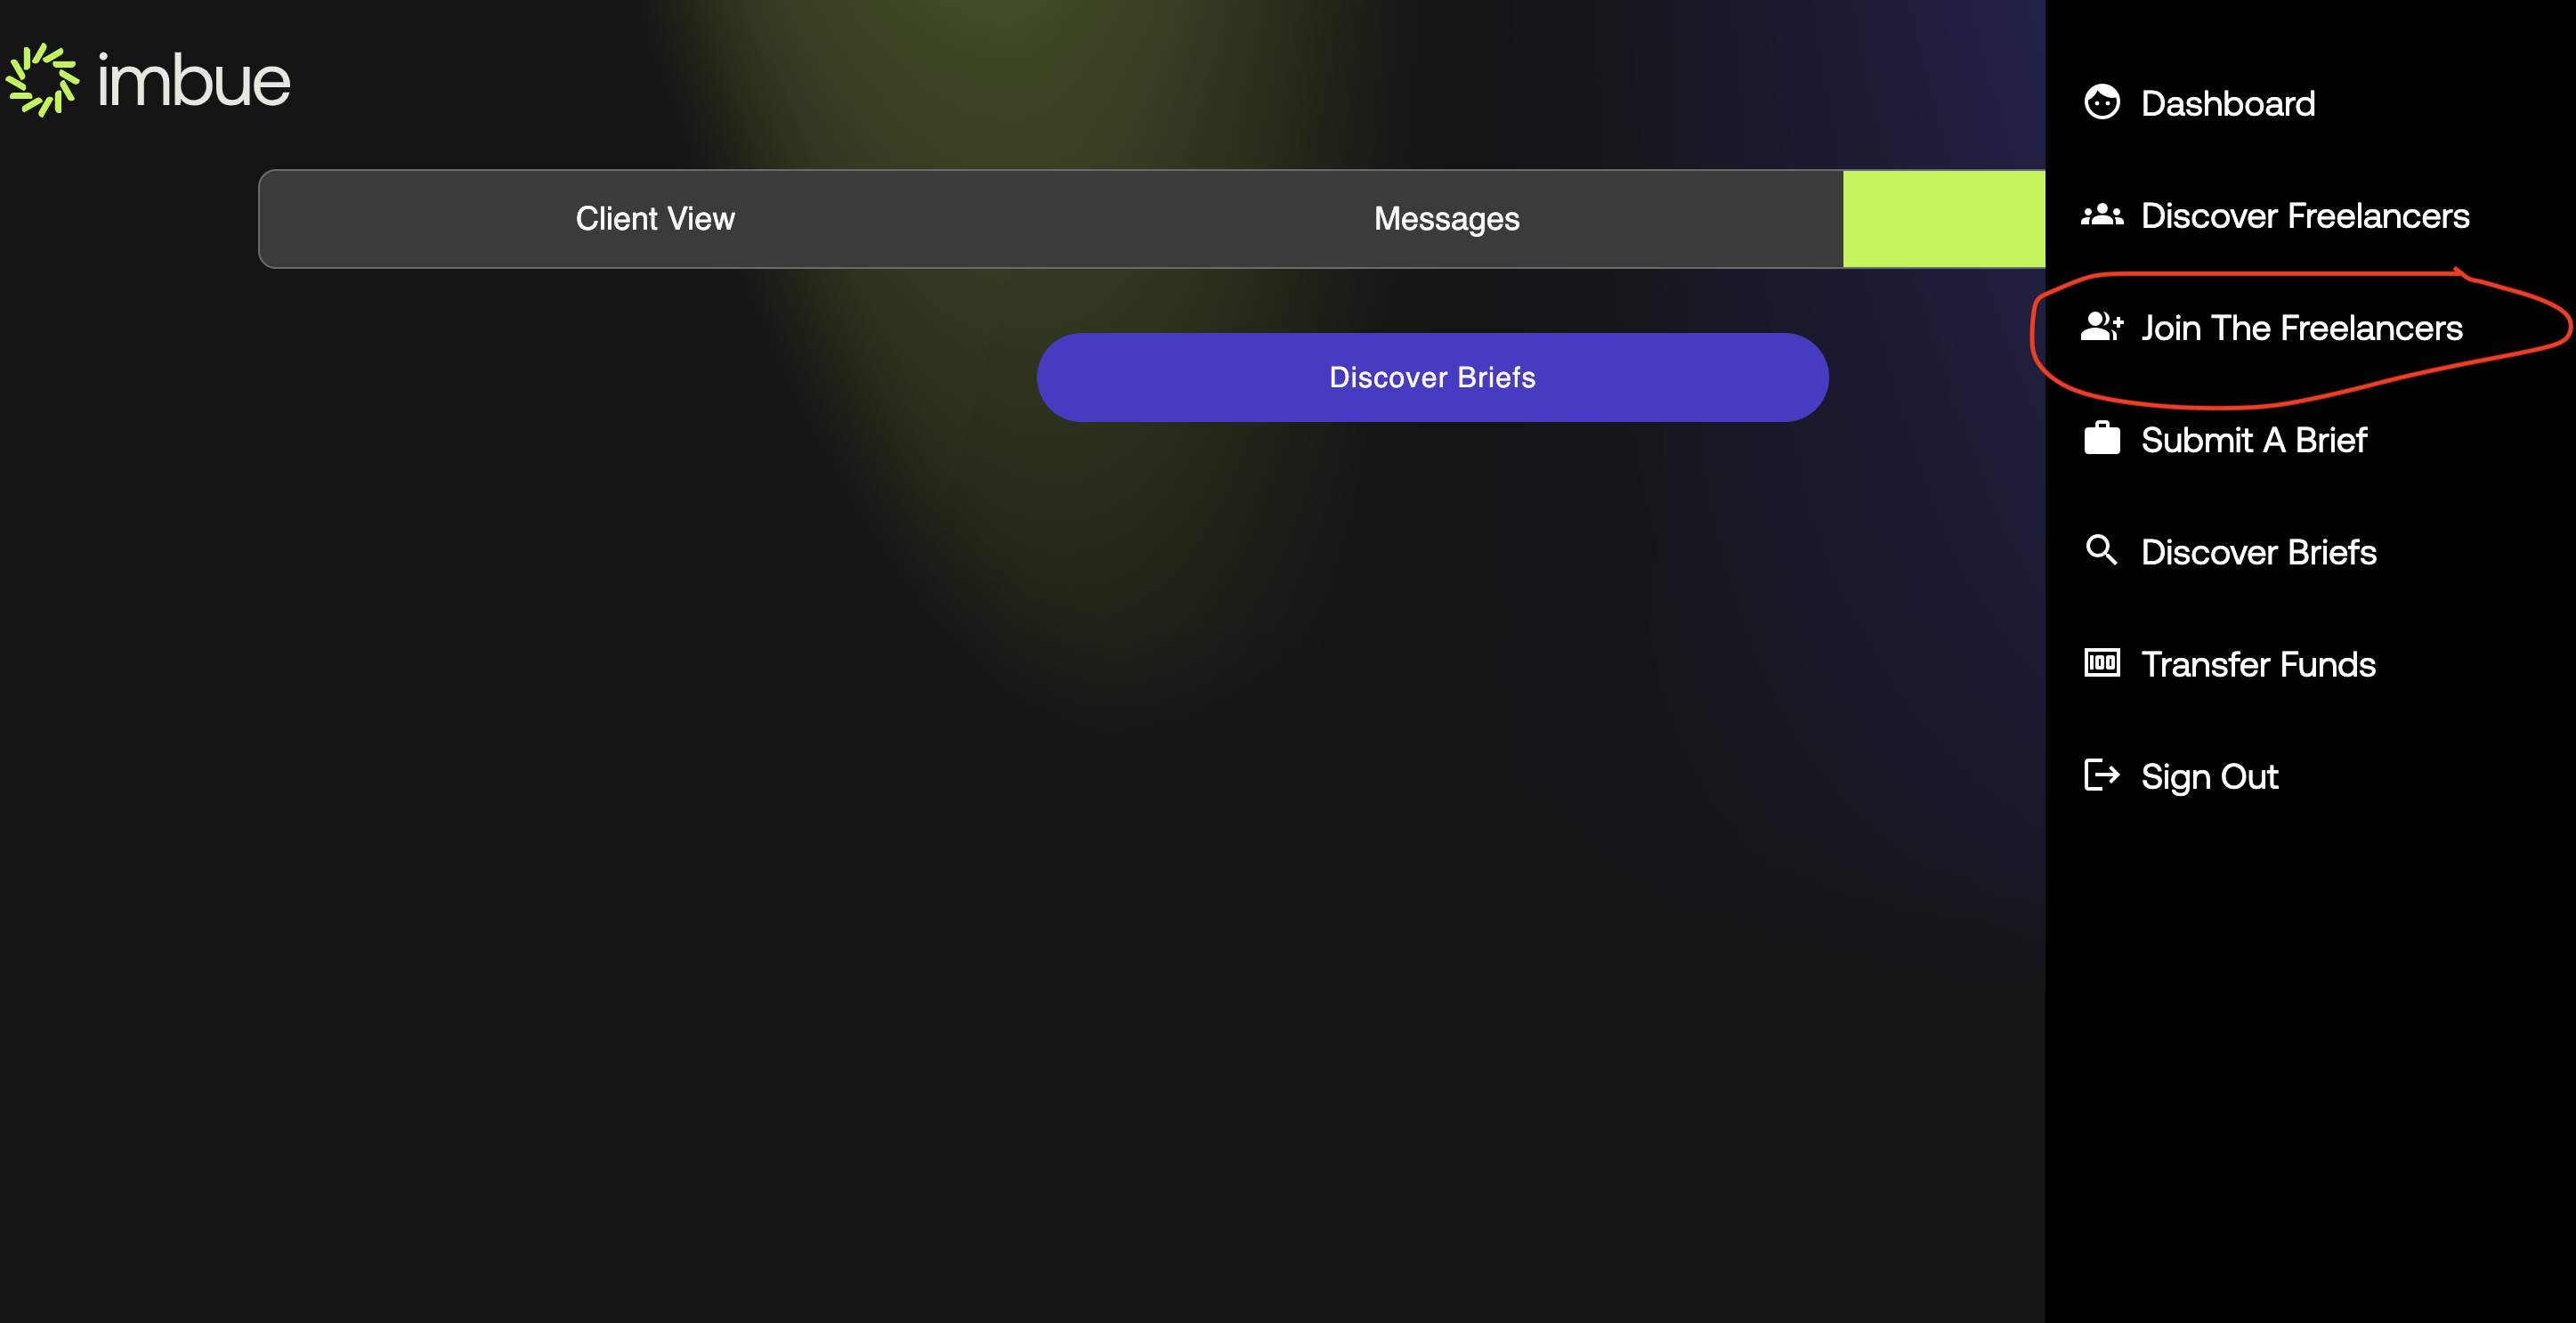 imbue
Client View
Messages
Discover Briefs
Dashboard
Discover Freelancers
Join The Freelancers
Submit A Brief
Discover Briefs
100 Transfer Funds
Sign Out